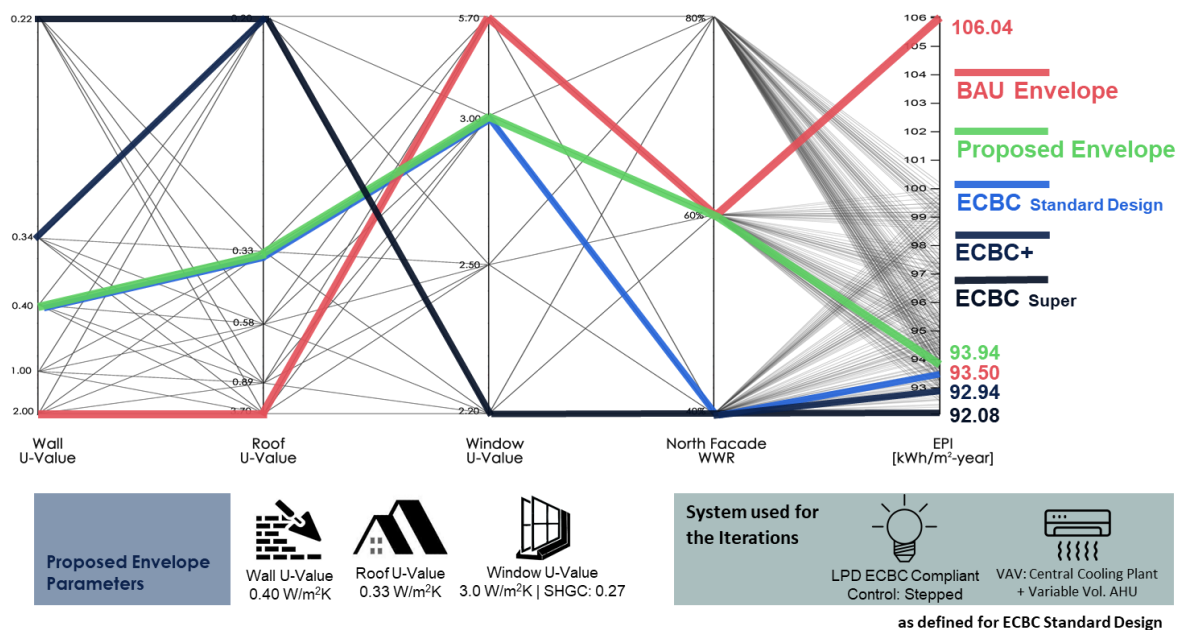 0.22
0.34
0.40
1.00
2.00
Wall
U-Value
0.33
0.58
0.89
Roof
U-Value
5.70
3.00
2.50
2.20
Window
U-Value
80%
60%
40%
North Facade
WWR
106
105
104
103
102
101
100
99
98
97
96
95
94
93
EPI
[kWh/m²-year]
106.04
BAU Envelope
Proposed Envelope
ECBC Standard Design
ECBC+
ECBC Super
93.94
93.50
92.94
92.08
Proposed Envelope
Parameters
Wall U-Value
0.40 W/m²K
Roof U-Value
0.33 W/m²K
Window U-Value
3.0 W/m²K | SHGC: 0.27
System used for
the Iterations
LPD ECBC Compliant
Control: Stepped
VAV: Central Cooling Plant
+ Variable Vol. AHU
as defined for ECBC Standard Design